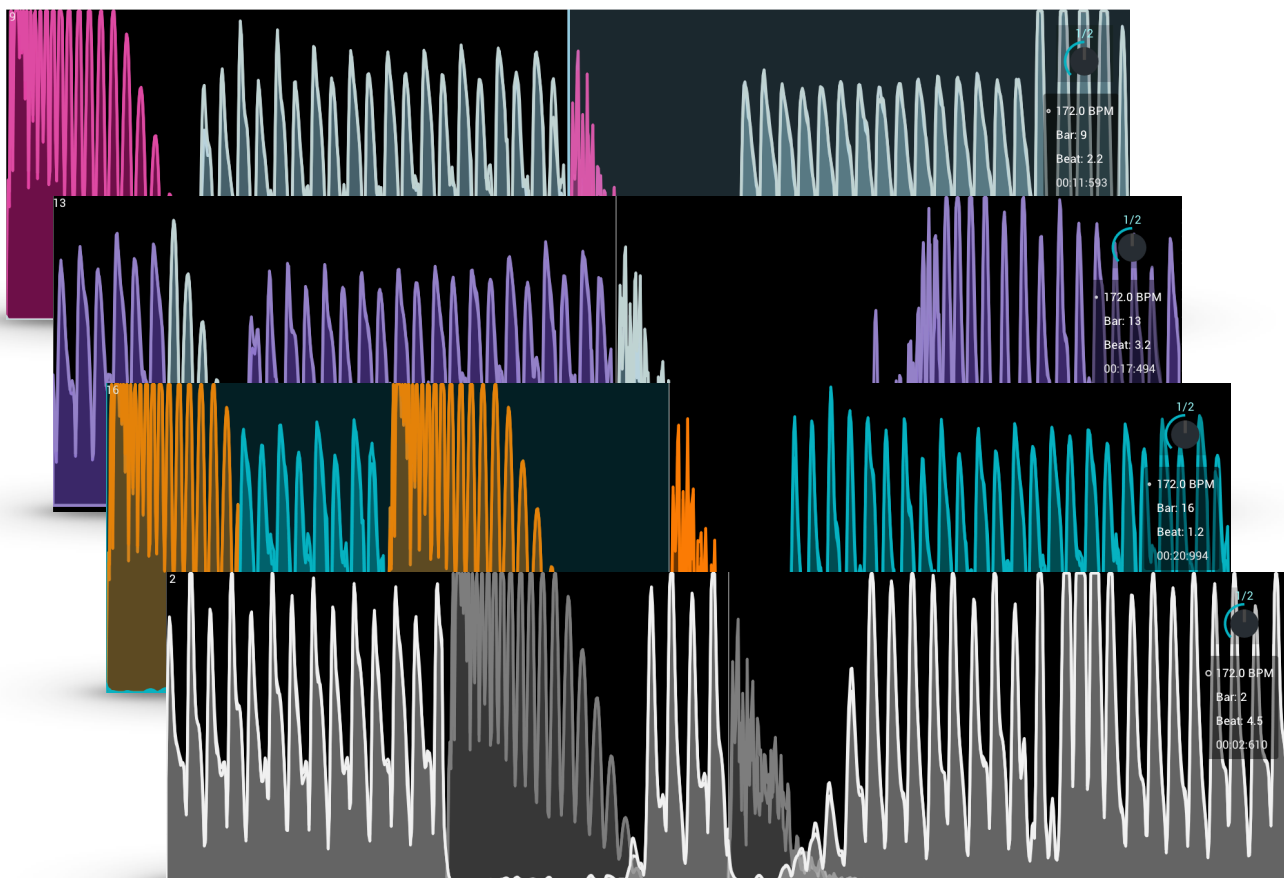 9
1/2
172.0 BPM
Bar: 9
Beat: 2.2
00:11:593
13
1/2
172.0 BPM
Bar: 13
Beat: 3.2
00:17:494
16
1/2
172.0 BPM
Bar: 16
Beat: 1.2
00:20:994
2
1/2
172.0 BPM
Bar: 2
Beat: 4.5
00:02:610